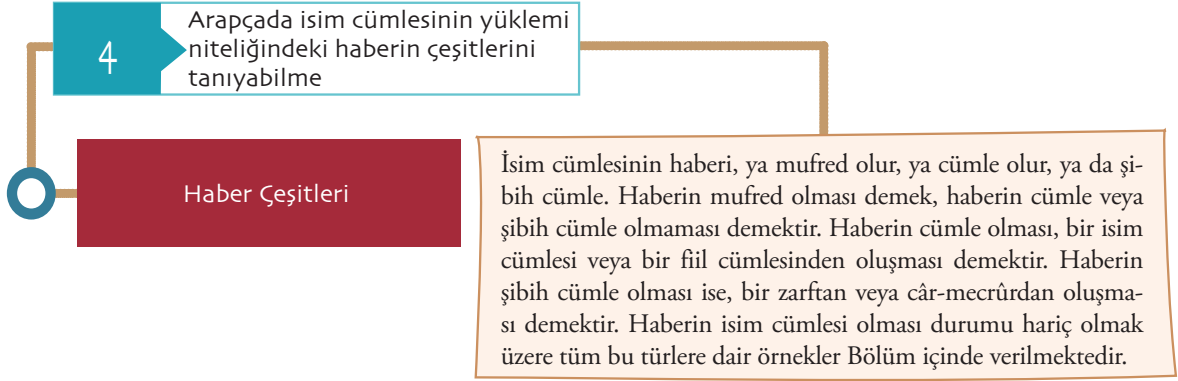 4
Arapçada isim cümlesinin yüklemi
niteliğindeki haberin çeşitlerini
tanıyabilme
Haber Çeşitleri
İsim cümlesinin haberi, ya mufred olur, ya cümle olur, ya da şi-
bih cümle. Haberin mufred olması demek, haberin cümle veya
şibih cümle olmaması demektir. Haberin cümle olması, bir isim
cümlesi veya bir fiil cümlesinden oluşması demektir. Haberin
şibih cümle olması ise, bir zarftan veya câr-mecrûrdan oluşma-
sı demektir. Haberin isim cümlesi olması durumu hariç olmak
üzere tüm bu türlere dair örnekler Bölüm içinde verilmektedir.